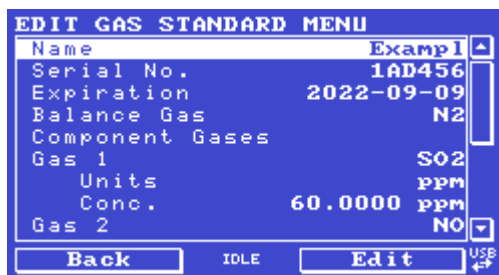 EDIT GAS STANDARD MENU
Name Exampl
Serial No. 1AD456
Expiration 2022-09-09
Balance Gas N2
Component Gases
Gas 1 SO2
Units ppm
Conc. 60.0000 ppm
Gas 2 NO
Back IDLE Edit USB